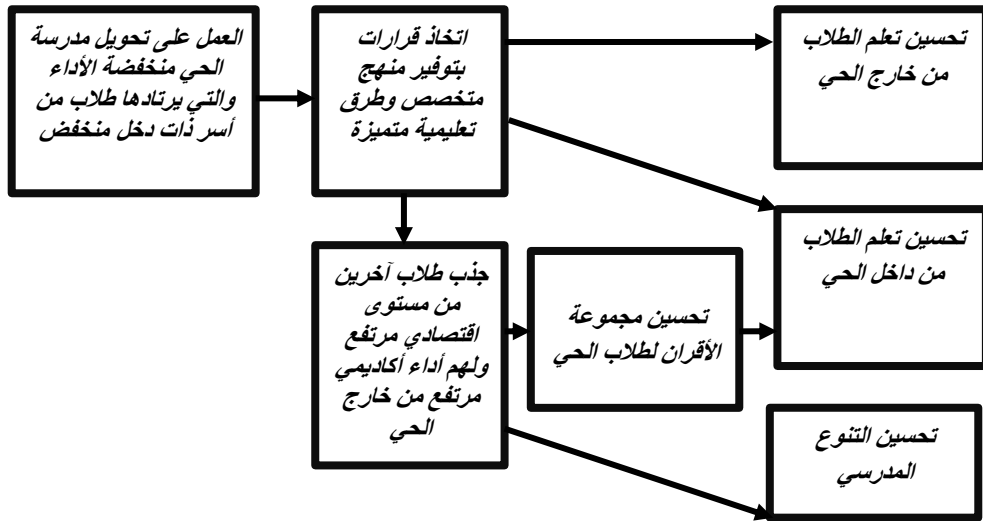 العمل على تحويل مدرسة
الحي منخفضة الأداء
والتي يرتادها طلاب من
أسر ذات دخل منخفض
اتخاذ قرارات
بتوفير منهج
متخصص وطرق
تعليمية متميزة
تحسين تعلم الطلاب
من خارج الحي
جذب طلاب آخرين
من مستوى
اقتصادي مرتفع
ولهم أداء أكاديمي
مرتفع من خارج
الحي
تحسين مجموعة
الأقران لطلاب الحي
تحسين تعلم الطلاب
من داخل الحي
تحسين التنوع
المدرسي